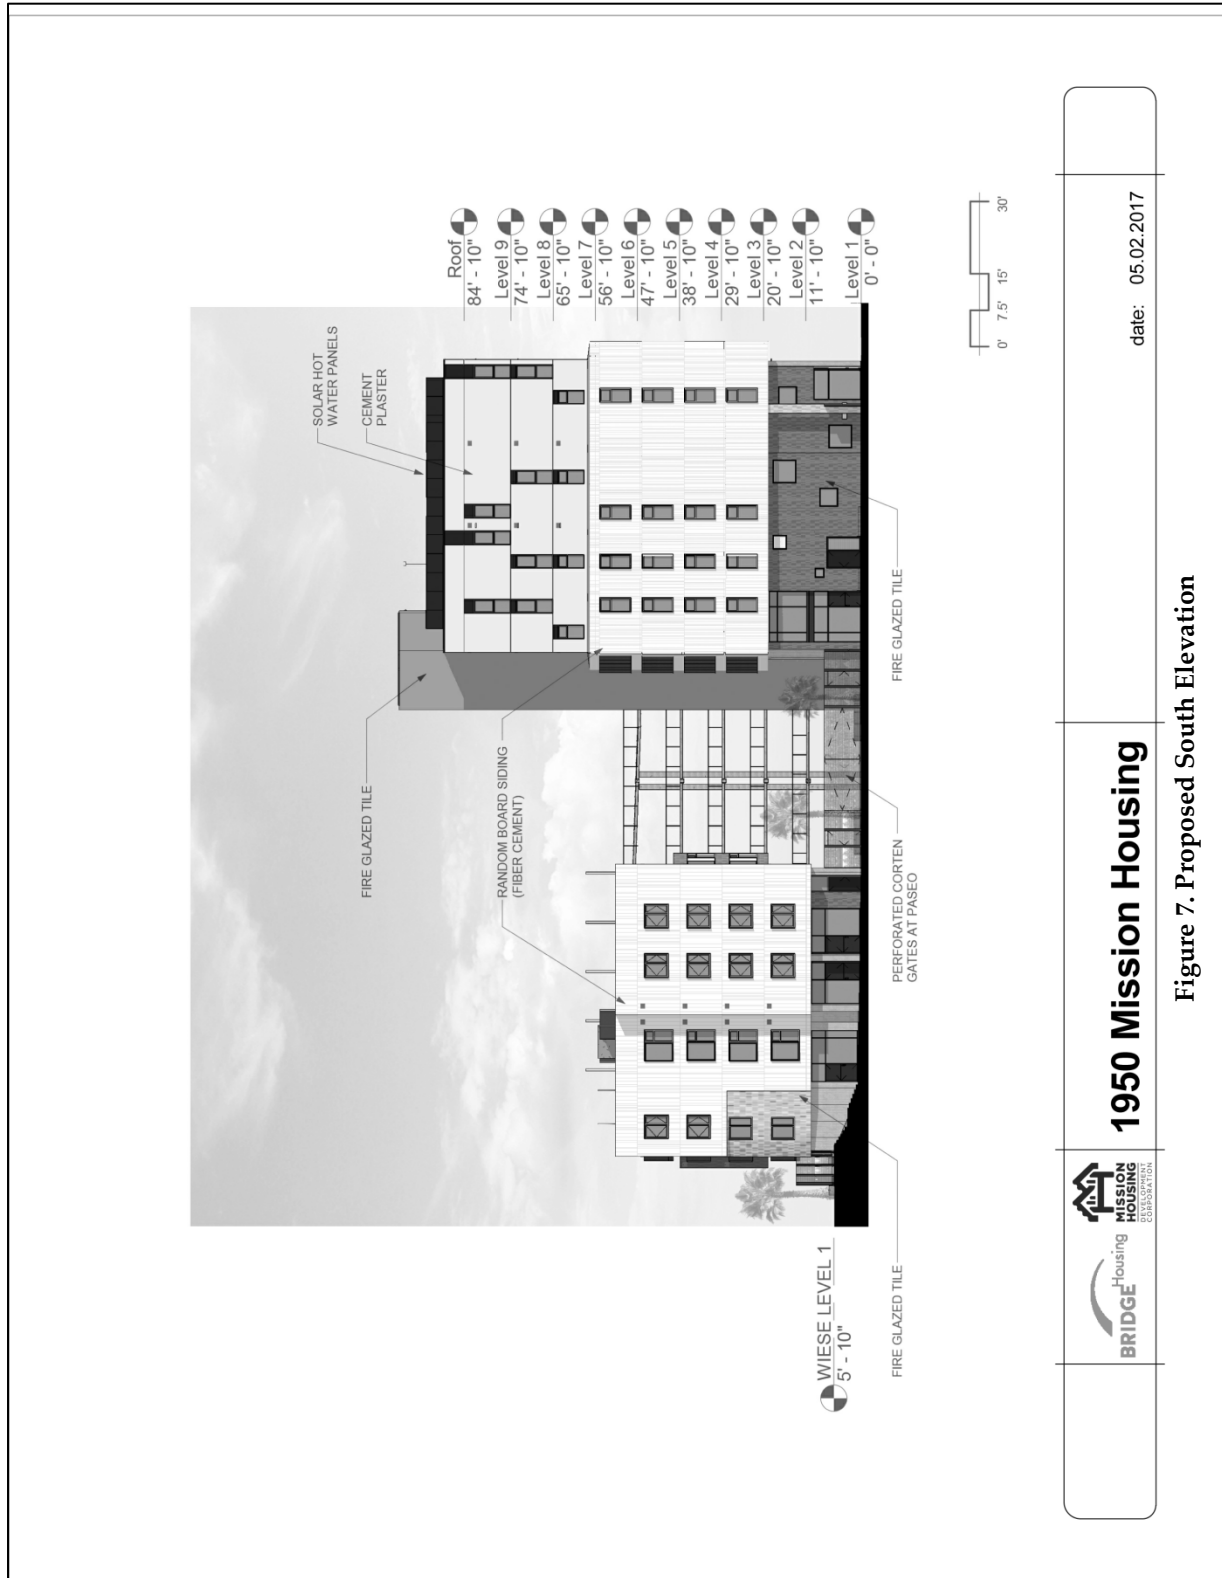 SOLAR HOT
WATER PANELS
CEMENT
PLASTER
FIRE GLAZED TILE
RANDOM BOARD SIDING
(FIBER CEMENT)
Roof
84' - 10"
Level 9
74' - 10"
Level 8
65' - 10"
Level 7
56' - 10"
Level 6
47' - 10"
Level 5
38' - 10"
Level 4
29' - 10"
Level 3
20' - 10"
Level 2
11' - 10"
Level 1
0' - 0"
WIESE LEVEL 1
5' - 10"
FIRE GLAZED TILE
PERFORATED CORTEN
GATES AT PASEO
FIRE GLAZED TILE
0' 7.5' 15' 30'
BRIDGE Housing
MISSION
HOUSING
DEVELOPMENT
CORPORATION
1950 Mission Housing
date: 05.02.2017
Figure 7. Proposed South Elevation